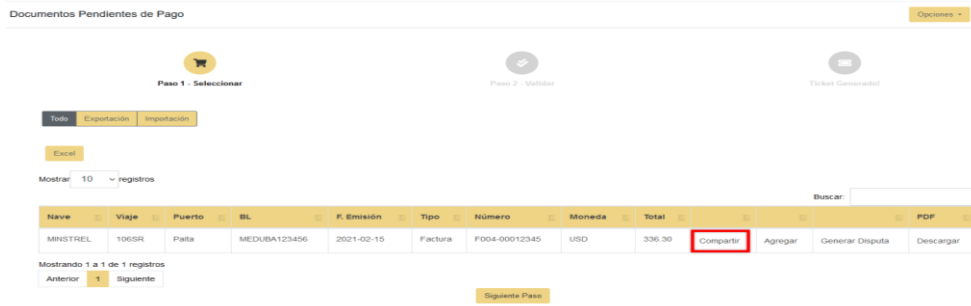 Documentos Pendientes de Pago
Opciones
Paso 1 - Seleccionar
Paso 2 - Validar
Ticket Generado!
Todo Exportación Importación
Excel
Mostrar 10 registros
Buscar:
Nave Viaje Puerto BL F. Emisión Tipo Número Moneda Total PDF
MINSTREL 106SR Paita MEDUBA123456 2021-02-15 Factura F004-00012345 USD 336.30 Compartir Agregar Generar Disputa Descargar
Mostrando 1 a 1 de 1 registros
Anterior 1 Siguiente
Siguiente Paso